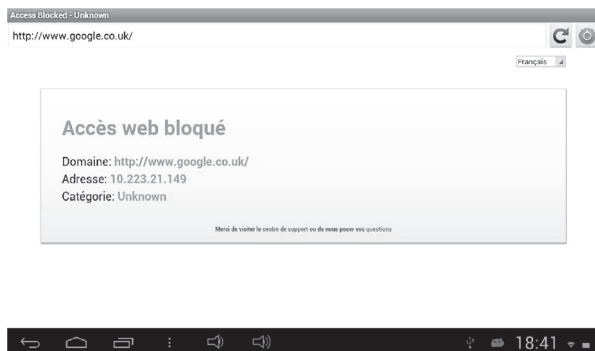 Access Blocked - Unknown
http://www.google.co.uk/
Français
Accès web bloqué
Domaine: http://www.google.co.uk/
Adresse: 10.223.21.149
Catégorie: Unknown
Merci de visiter le centre de support ou de nous poser vos questions
18:41